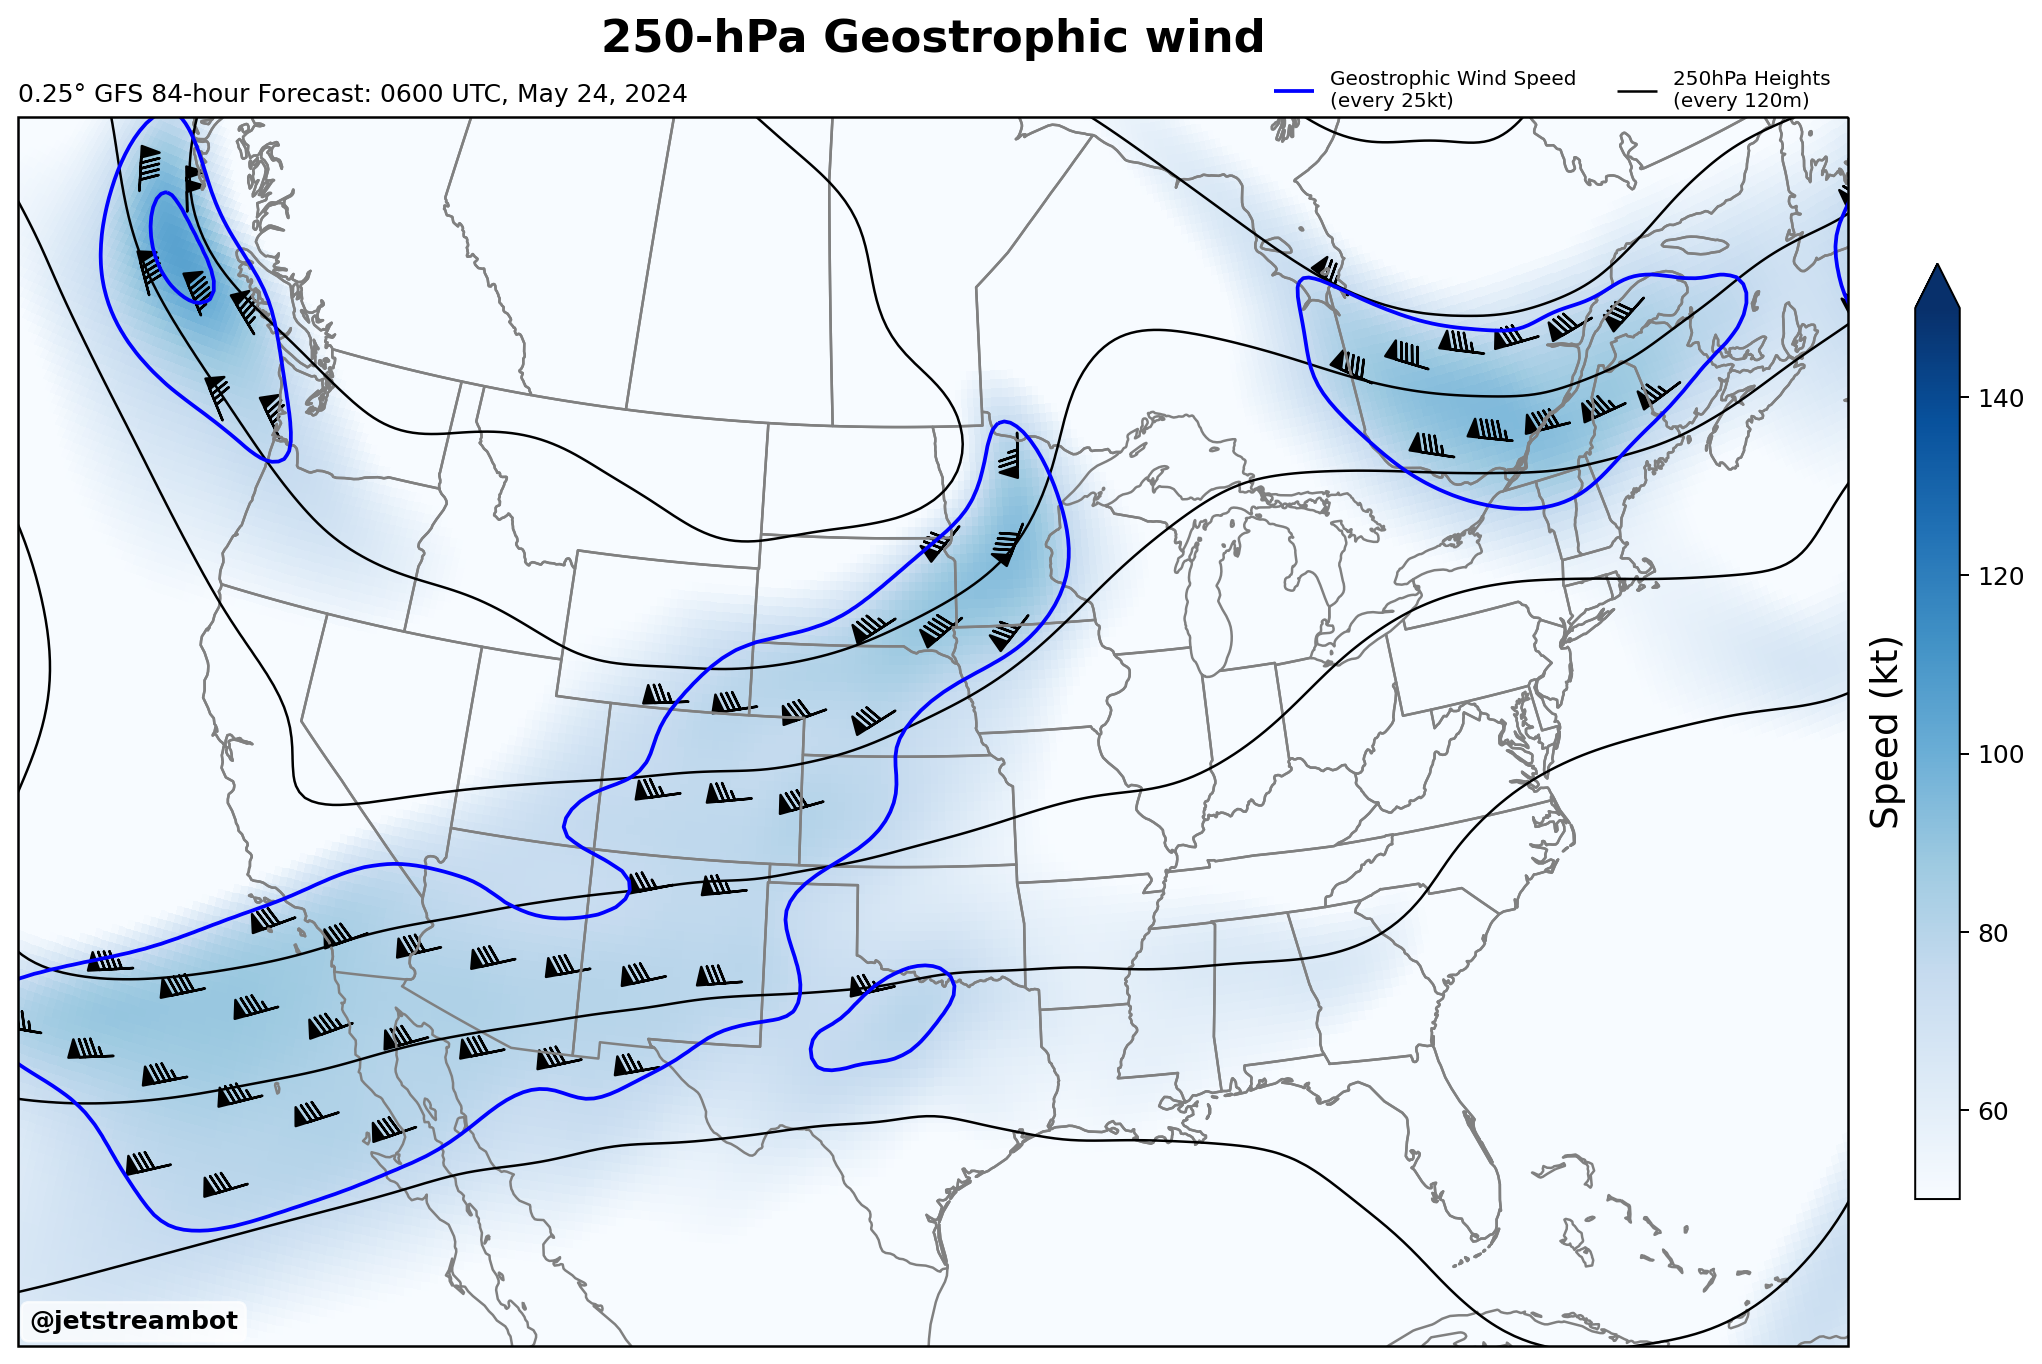 250-hPa Geostrophic wind
0.25° GFS 84-hour Forecast: 0600 UTC, May 24, 2024
Geostrophic Wind Speed
(every 25kt)
250hPa Heights
(every 120m)
140
120
100
80
60
Speed (kt)
@jetstreambot